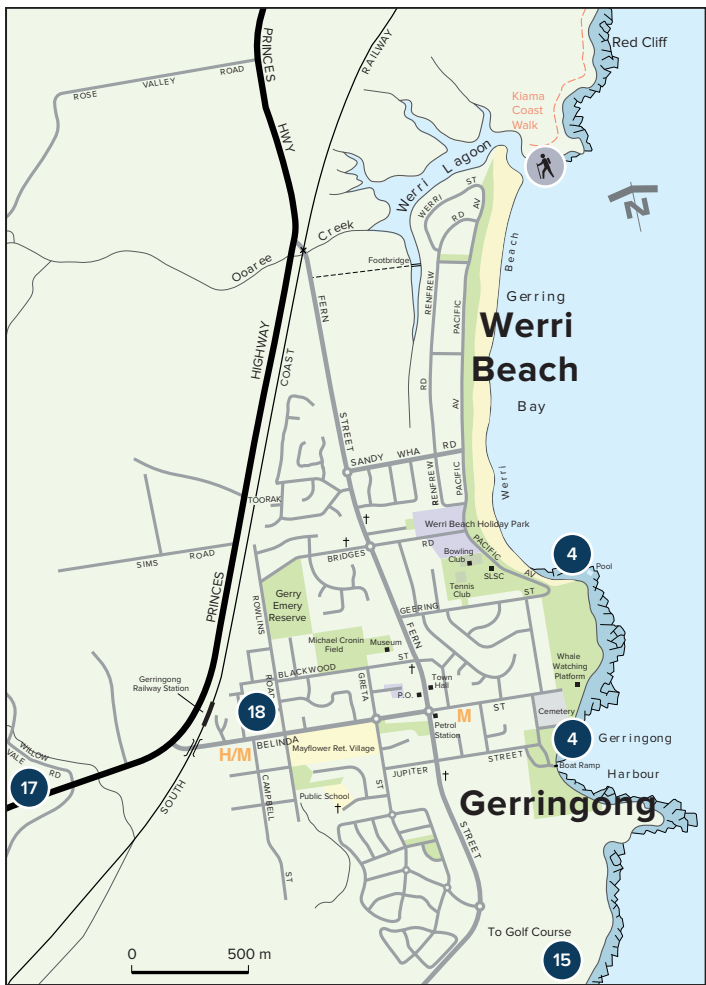 Red Cliff
PRINCES
RAILWAY
ROSE VALLEY ROAD
Kiama
Coast
Walk
HWY
Werri Lagoon
WERRI ST
RD
AV
N
Ooaree Creek
Footbridge
Beach
FERN
RENFREW
PACIFIC
Gerring
Werri
Beach
HIGHWAY
COAST
RD
AV
Bay
STREET
SANDY WHA RD
RENFREW
PACIFIC
Werri
TOORAK
Werri Beach Holiday Park
SIMS ROAD
BRIDGES RD
PACIFIC AV
Bowling
Club
SLSC
4
Pool
Tennis
Club
ST
PRINCES
ROWLINS
Gerry
Emery
Reserve
GEERING
FERN
Michael Cronin
Field
Museum
Whale
Watching
Platform
Gerringong
Railway Station
ROAD
BLACKWOOD ST
GRETA
Town
Hall
P.O.
18
M
ST
Cemetery
Petrol
Station
4
Gerringong
H/M
BELINDA
Mayflower Ret. Village
WILLOW
VALE RD
17
STREET
Boat Ramp
Harbour
JUPITER
SOUTH
CAMPBELL
ST
Public School
Gerringong
STREET
ST
To Golf Course
15
0 500 m